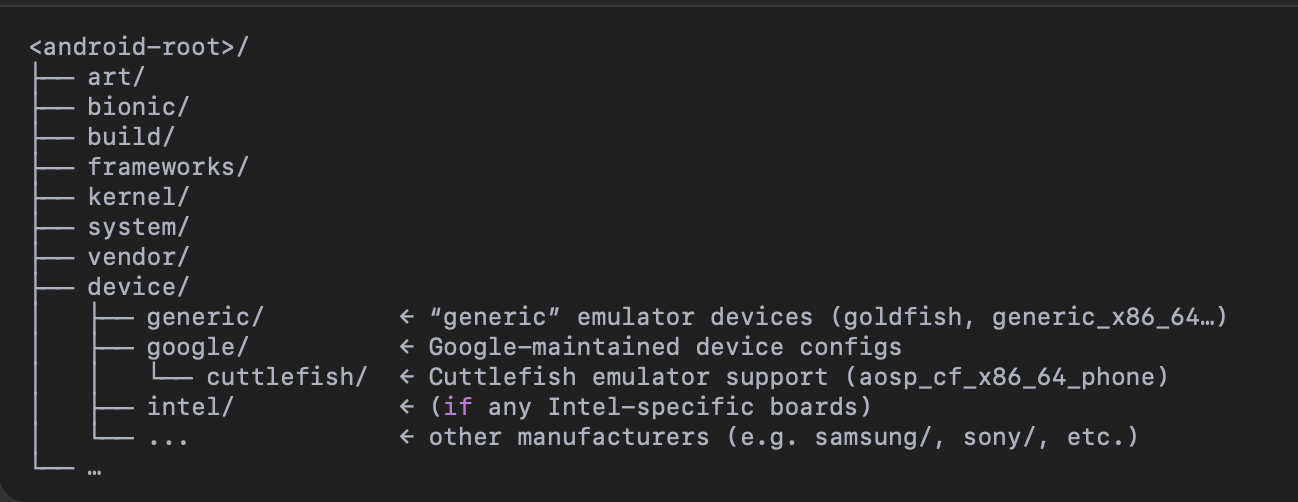 <android-root>/
├── art/
├── bionic/
├── build/
├── frameworks/
├── kernel/
├── system/
├── vendor/
├── device/
│   ├── generic/         ← “generic” emulator devices (goldfish, generic_x86_64…)
│   ├── google/          ← Google-maintained device configs
│   │   └── cuttlefish/  ← Cuttlefish emulator support (aosp_cf_x86_64_phone)
│   ├── intel/           ← (if any Intel-specific boards)
│   └── ...              ← other manufacturers (e.g. samsung/, sony/, etc.)
└── …